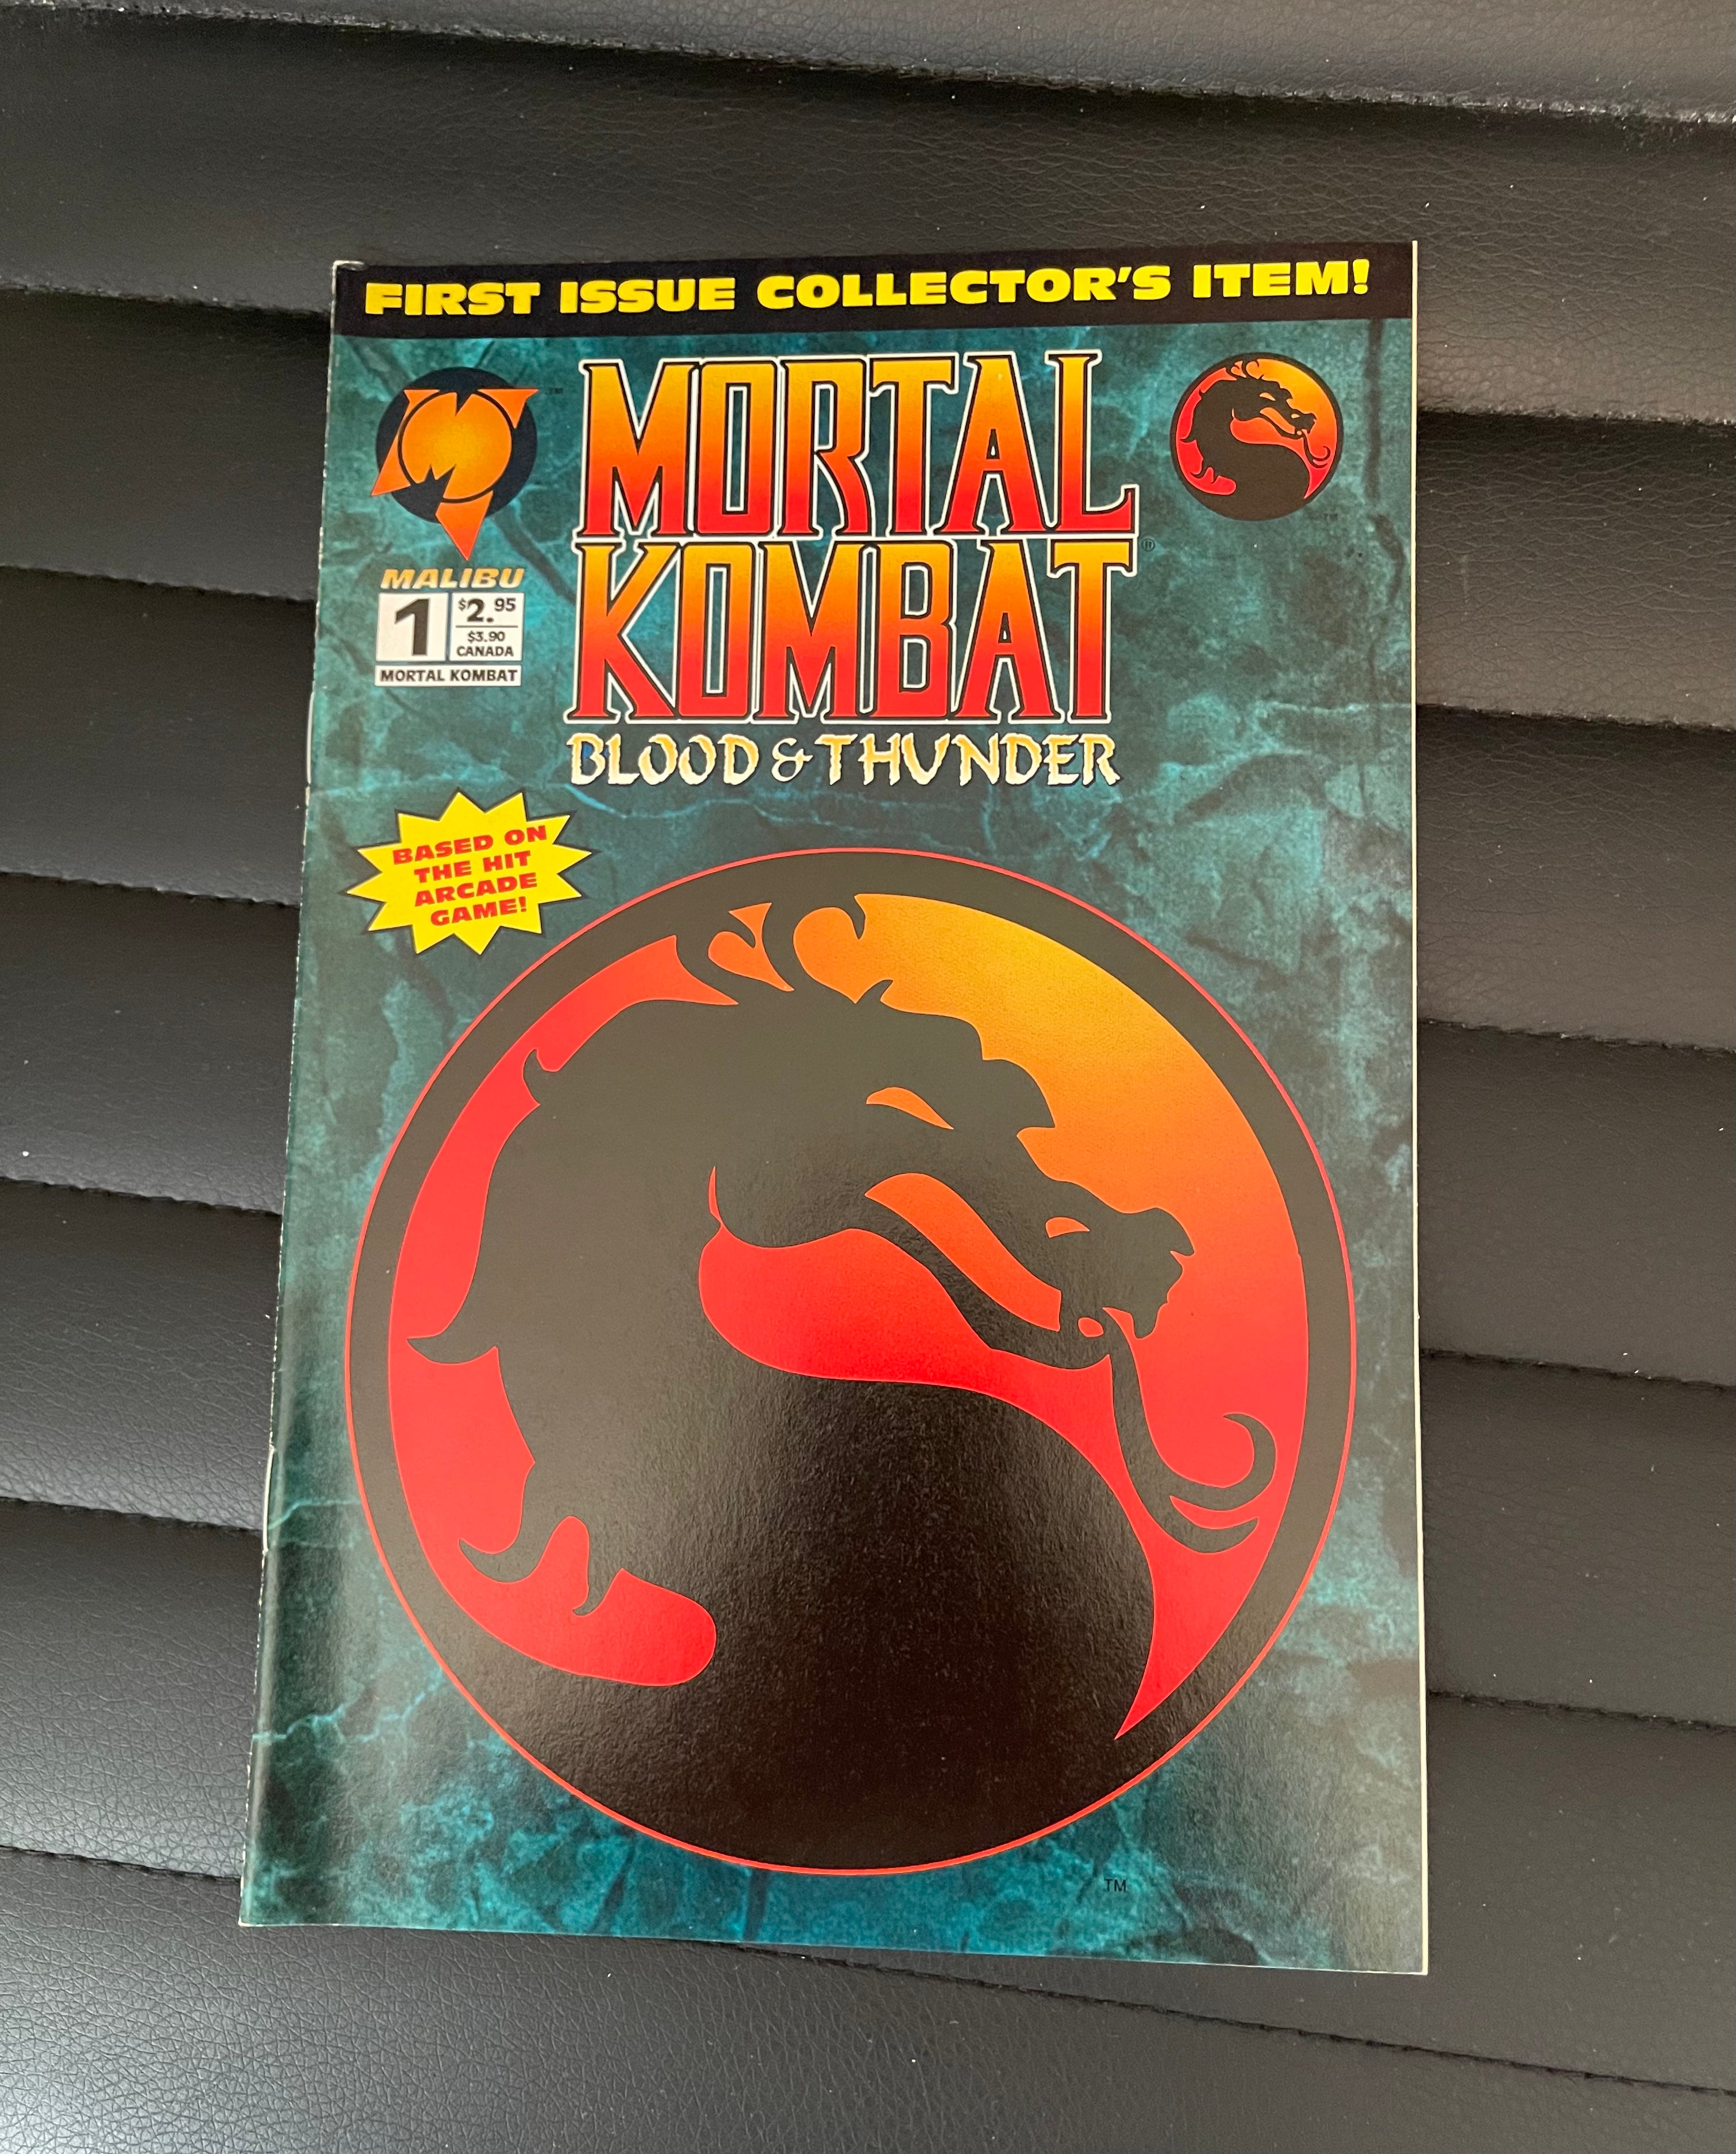 FIRST ISSUE COLLECTOR'S ITEM!
TM
MORTAL
KOMBAT®
BLOOD & THUNDER
MALIBU
1
$2.95
$3.90
CANADA
MORTAL KOMBAT
BASED ON
THE HIT
ARCADE
GAME!
TM